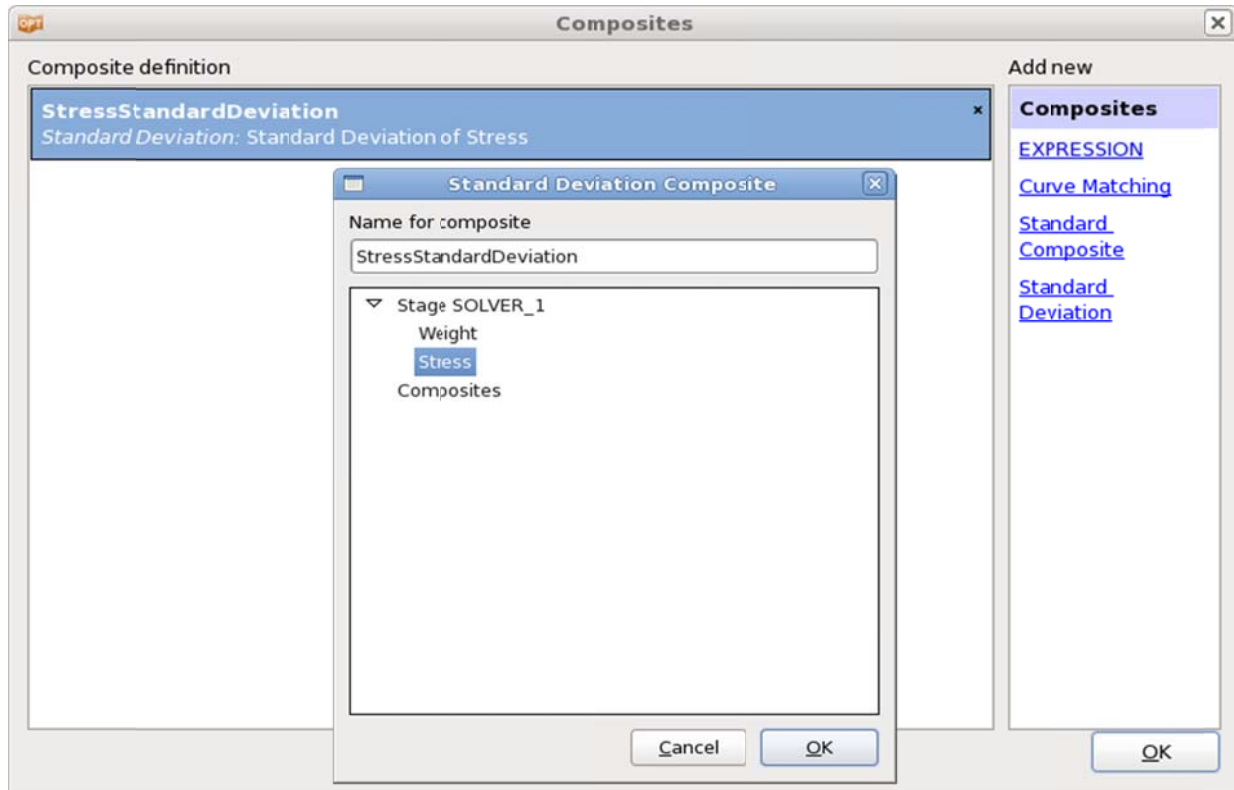 OPT
Composites
Composite definition
Add new
StressStandardDeviation
Standard Deviation: Standard Deviation of Stress
Composites
EXPRESSION
Curve Matching
Standard
Composite
Standard
Deviation
Standard Deviation Composite
Name for composite
StressStandardDeviation
Stage SOLVER_1
Weight
Stress
Composites
Cancel
OK
OK